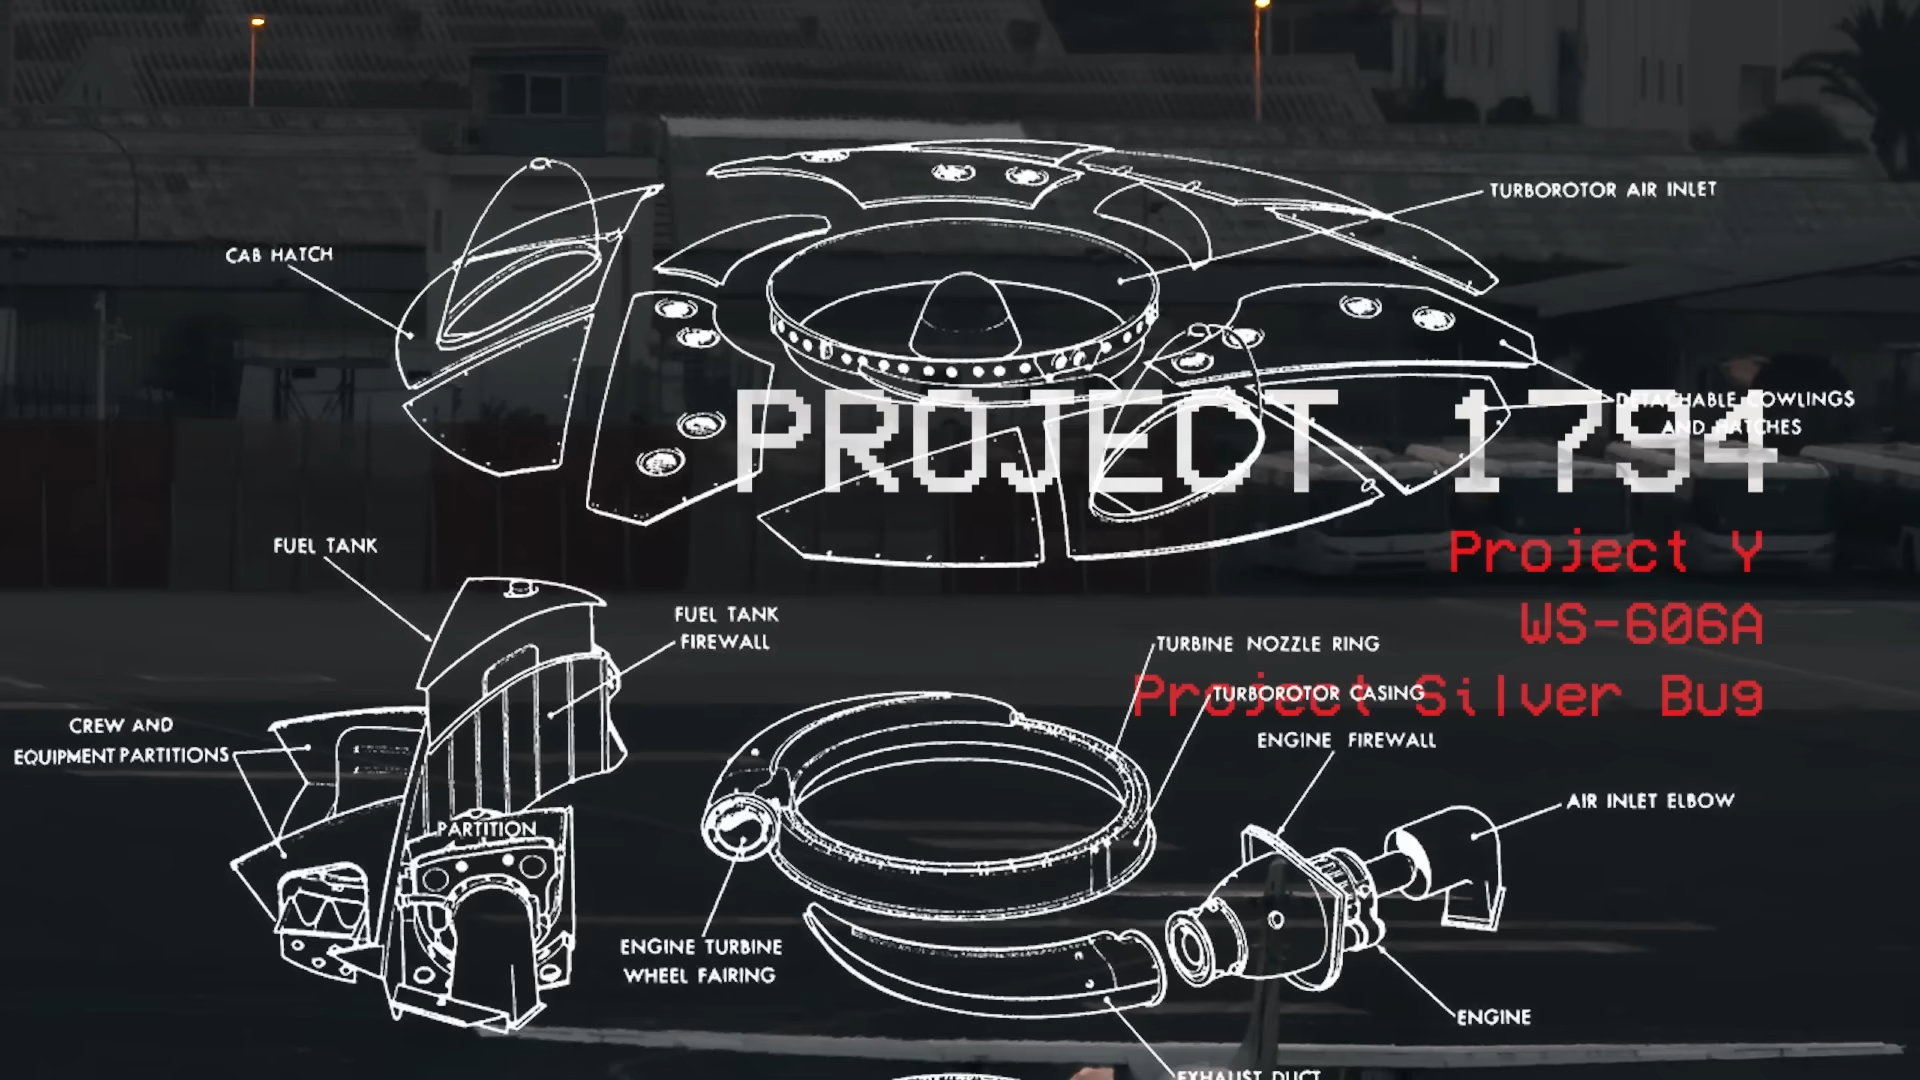 TURBOROTOR AIR INLET
CAB HATCH
DETACHABLE COWLINGS
AND HATCHES
PROJECT 1794
Project Y
WS-606A
Project Silver Bug
FUEL TANK
FUEL TANK
FIREWALL
TURBINE NOZZLE RING
TURBOROTOR CASING
ENGINE FIREWALL
CREW AND
EQUIPMENT PARTITIONS
AIR INLET ELBOW
PARTITION
ENGINE TURBINE
WHEEL FAIRING
ENGINE
EXHAUST DUCT